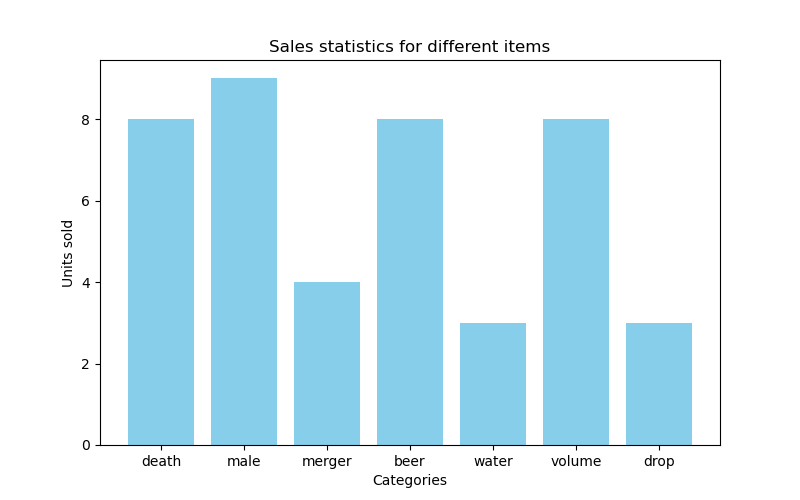 Sales statistics for different items
Units sold
8
6
4
2
0
death male merger beer water volume drop
Categories